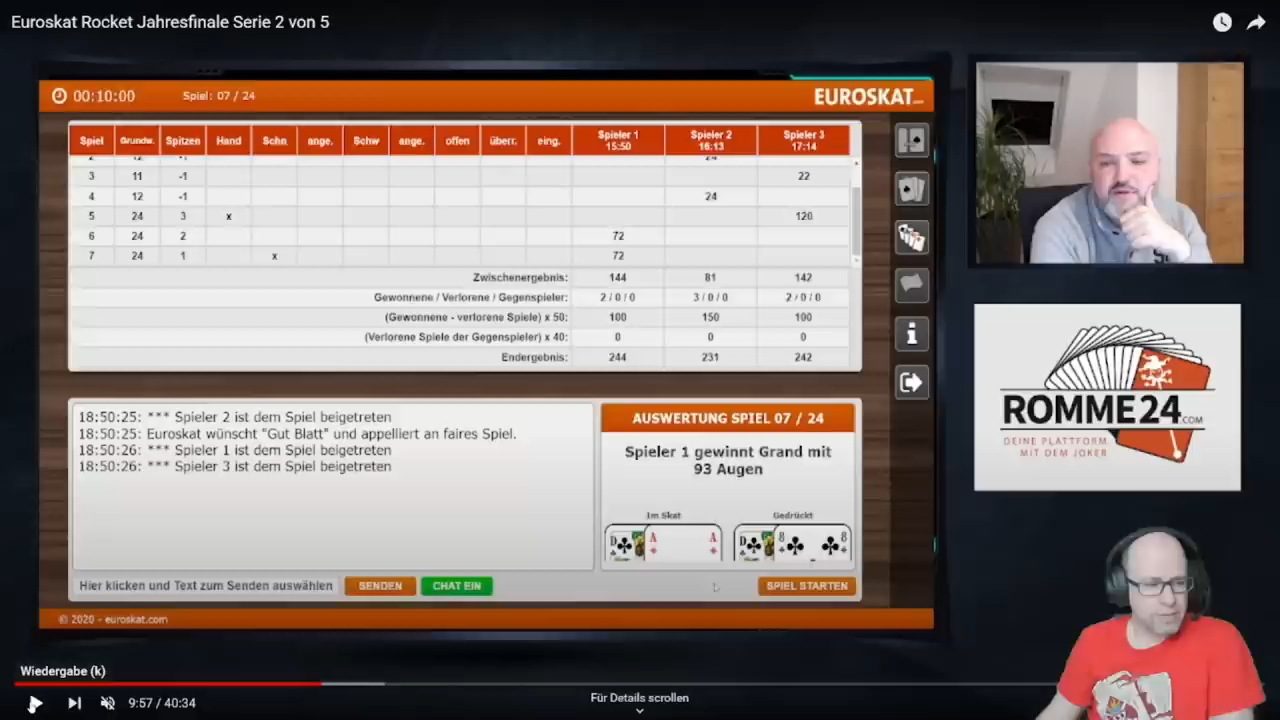 Euroskat Rocket Jahresfinale Serie 2 von 5
00:10:00 Spiel: 07 / 24 EUROSKAT.com
Spiel Grundw. Spitzen Hand Schn ange. Schw ange. offen überr. eing. Spieler 1 Spieler 2 Spieler 3
15:50 16:13 17:14
2 12 -1 24
3 11 -1 22
4 12 -1 24
5 24 3 x 120
6 24 2 72
7 24 1 x 72
Zwischenergebnis: 144 81 142
Gewonnene / Verlorene / Gegenspieler: 2 / 0 / 0 3 / 0 / 0 2 / 0 / 0
(Gewonnene - verlorene Spiele) x 50: 100 150 100
(Verlorene Spiele der Gegenspieler) x 40: 0 0 0
Endergebnis: 244 231 242
18:50:25: *** Spieler 2 ist dem Spiel beigetreten
18:50:25: Euroskat wünscht "Gut Blatt" und appelliert an faires Spiel.
18:50:26: *** Spieler 1 ist dem Spiel beigetreten
18:50:26: *** Spieler 3 ist dem Spiel beigetreten
AUSWERTUNG SPIEL 07 / 24
Spieler 1 gewinnt Grand mit
93 Augen
Im Skat Gedrückt
D A A D 8 8
Hier klicken und Text zum Senden auswählen SENDEN CHAT EIN SPIEL STARTEN
© 2020 - euroskat.com
ROMME24.COM
DEINE PLATTFORM
MIT DEM JOKER
Wiedergabe (k)
9:57 / 40:34
Für Details scrollen